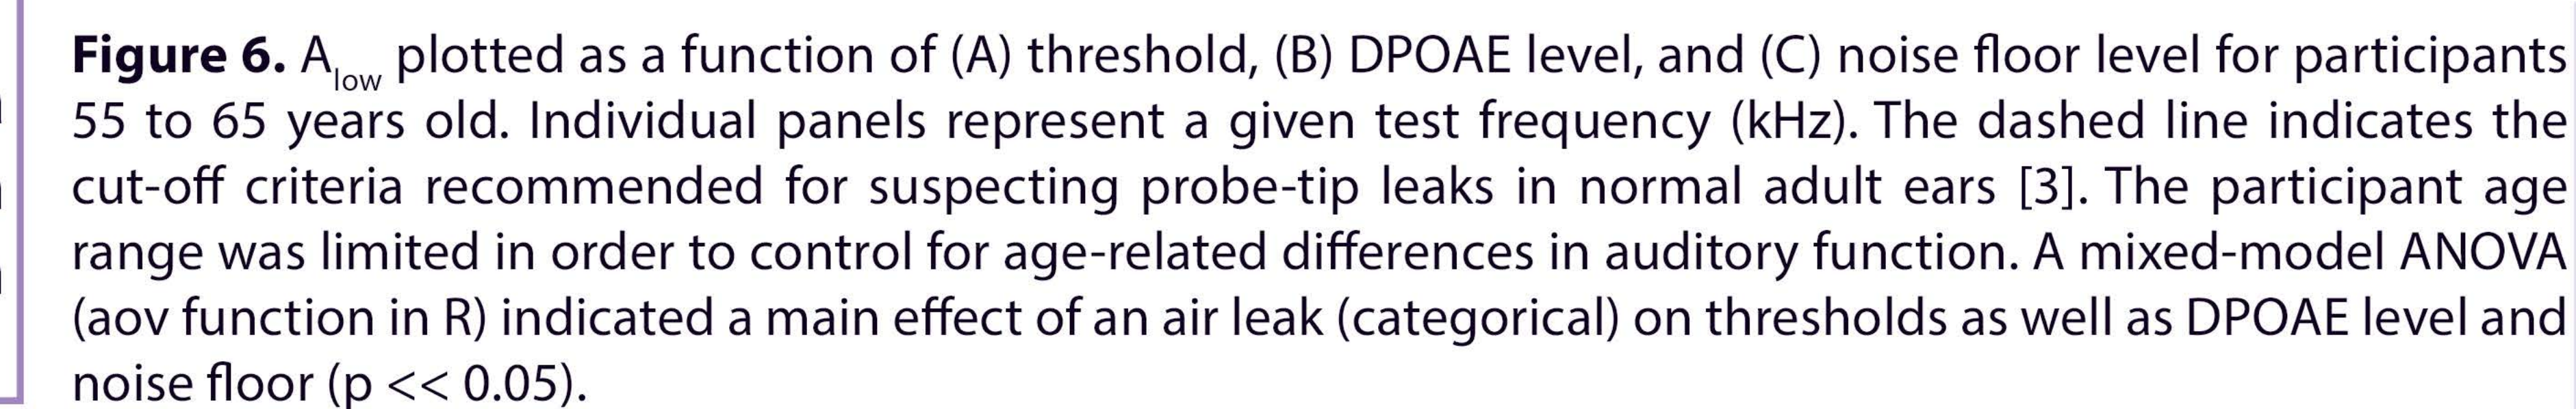 Figure 6. Alow plotted as a function of (A) threshold, (B) DPOAE level, and (C) noise floor level for participants
55 to 65 years old. Individual panels represent a given test frequency (kHz). The dashed line indicates the
cut-off criteria recommended for suspecting probe-tip leaks in normal adult ears [3]. The participant age
range was limited in order to control for age-related differences in auditory function. A mixed-model ANOVA
(aov function in R) indicated a main effect of an air leak (categorical) on thresholds as well as DPOAE level and
noise floor (p << 0.05).